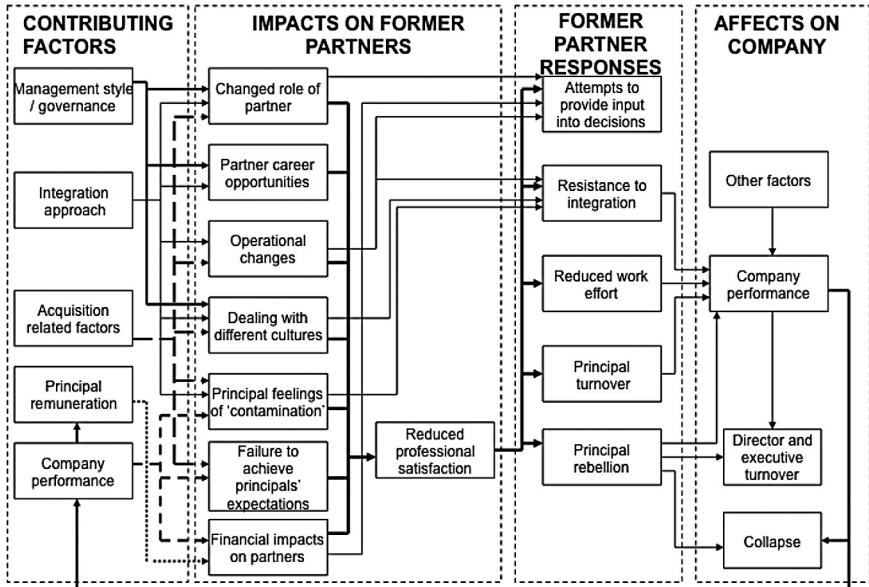 CONTRIBUTING
FACTORS
Management style
/ governance
Integration
approach
Acquisition
related factors
Principal
remuneration
Company
performance
IMPACTS ON FORMER
PARTNERS
Changed role of
partner
Partner career
opportunities
Operational
changes
Dealing with
different cultures
Principal feelings
of ‘contamination’
Failure to
achieve
principals’
expectations
Financial impacts
on partners
Reduced
professional
satisfaction
FORMER
PARTNER
RESPONSES
Attempts to
provide input
into decisions
Resistance to
integration
Reduced work
effort
Principal
turnover
Principal
rebellion
AFFECTS ON
COMPANY
Other factors
Company
performance
Director and
executive
turnover
Collapse